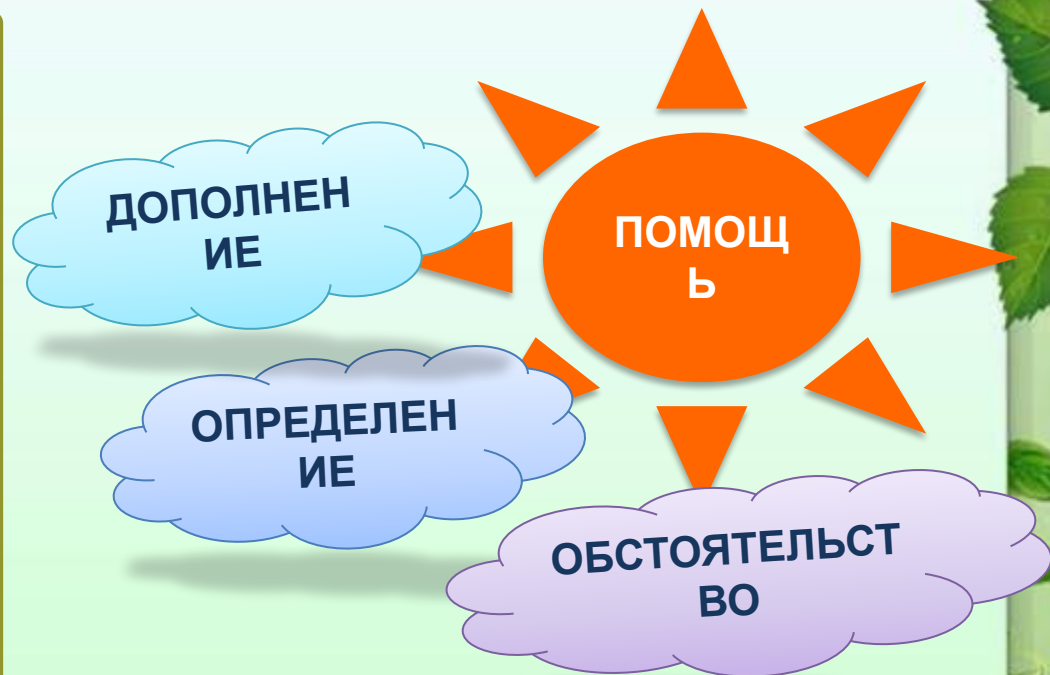 ДОПОЛНЕН
ИЕ
ПОМОЩ
Ь
ОПРЕДЕЛЕН
ИЕ
ОБСТОЯТЕЛЬСТ
ВО